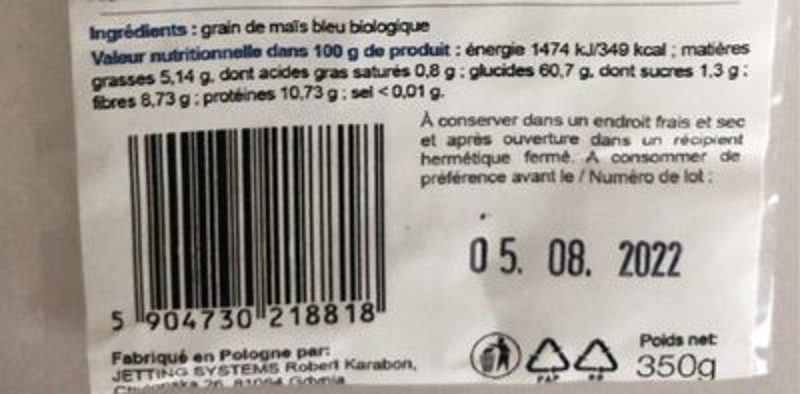 Ingrédients : grain de maïs bleu biologique
Valeur nutritionnelle dans 100 g de produit : énergie 1474 kJ/349 kcal ; matières
grasses 5,14 g, dont acides gras saturés 0,8 g ; glucides 60,7 g, dont sucres 1,3 g ;
fibres 8,73 g ; protéines 10,73 g ; sel < 0,01 g.
À conserver dans un endroit frais et sec
et après ouverture dans un récipient
hermétique fermé. A consommer de
préférence avant le / Numéro de lot :
05. 08. 2022
5 904730 218818
Fabriqué en Pologne par:
JETTING SYSTEMS Robert Karabon,
Gdynia
PAP
Poids net:
350g